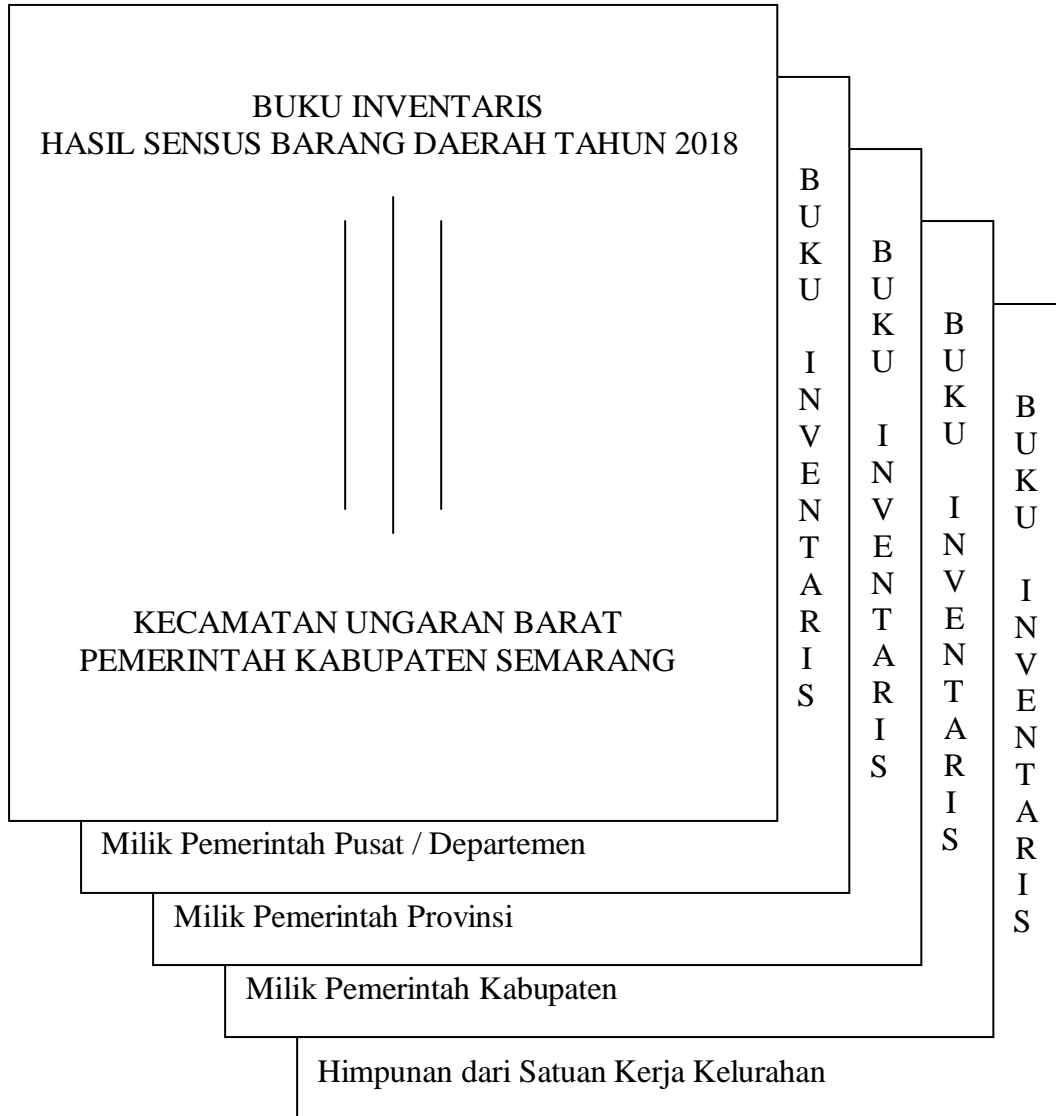 BUKU INVENTARIS
HASIL SENSUS BARANG DAERAH TAHUN 2018
KECAMATAN UNGARAN BARAT
PEMERINTAH KABUPATEN SEMARANG
BUKU INVENTARIS
Milik Pemerintah Pusat / Departemen
BUKU INVENTARIS
Milik Pemerintah Provinsi
BUKU INVENTARIS
Milik Pemerintah Kabupaten
BUKU INVENTARIS
Himpunan dari Satuan Kerja Kelurahan